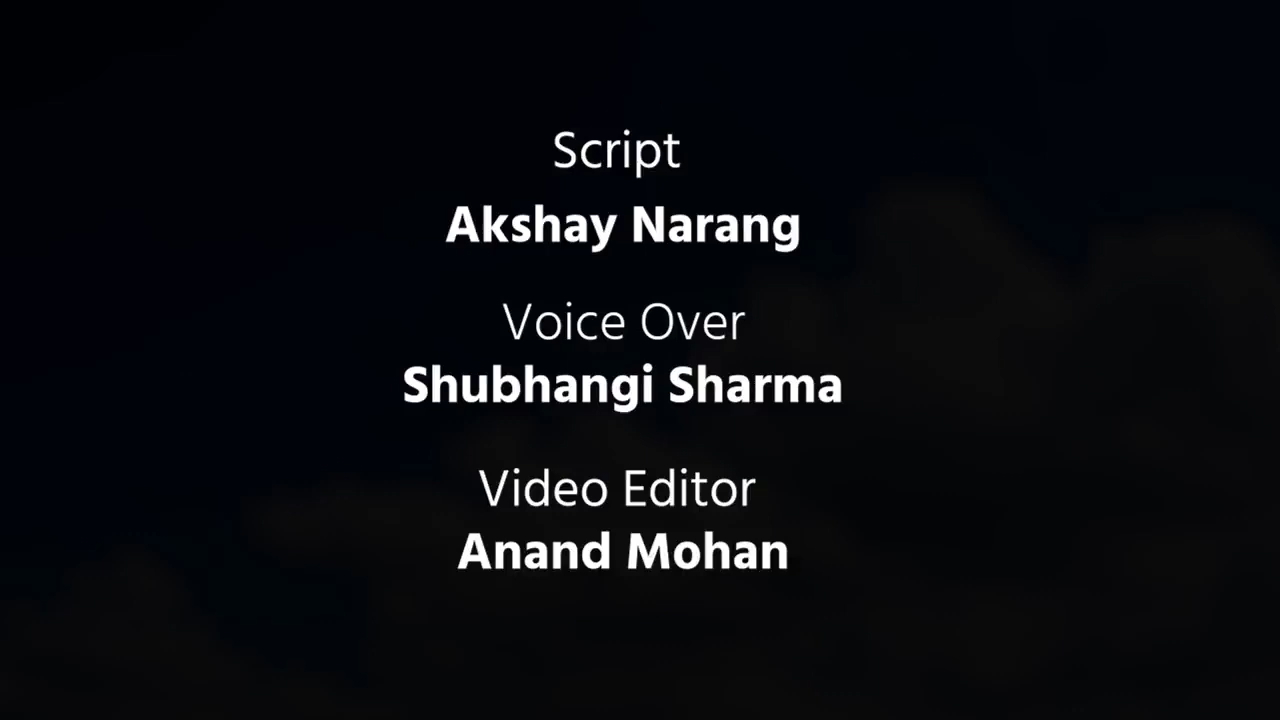 Script
Akshay Narang
Voice Over
Shubhangi Sharma
Video Editor
Anand Mohan